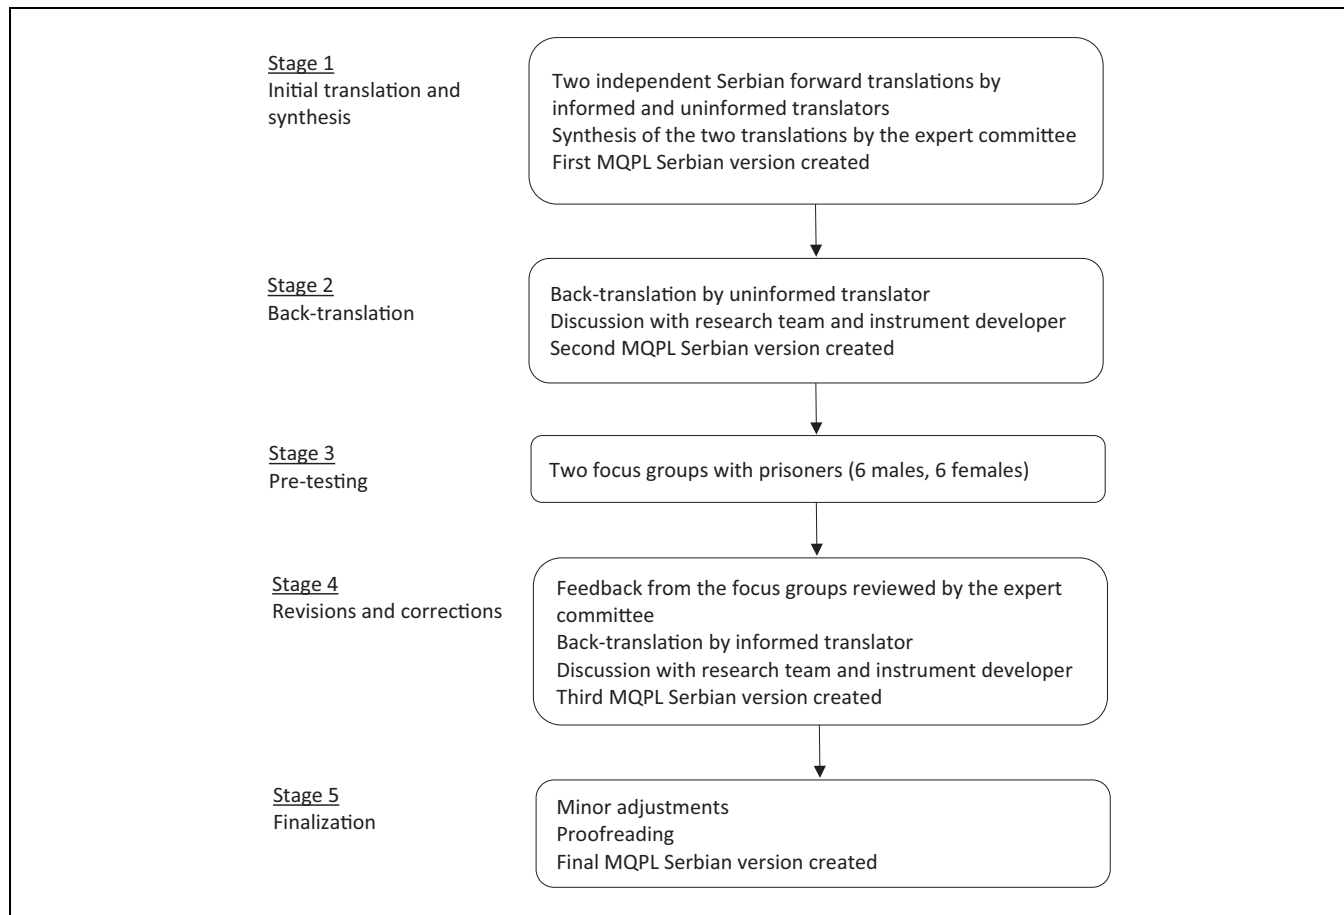 Stage 1
Initial translation and
synthesis
Two independent Serbian forward translations by
informed and uninformed translators
Synthesis of the two translations by the expert committee
First MQPL Serbian version created
Stage 2
Back-translation
Back-translation by uninformed translator
Discussion with research team and instrument developer
Second MQPL Serbian version created
Stage 3
Pre-testing
Two focus groups with prisoners (6 males, 6 females)
Stage 4
Revisions and corrections
Feedback from the focus groups reviewed by the expert
committee
Back-translation by informed translator
Discussion with research team and instrument developer
Third MQPL Serbian version created
Stage 5
Finalization
Minor adjustments
Proofreading
Final MQPL Serbian version created